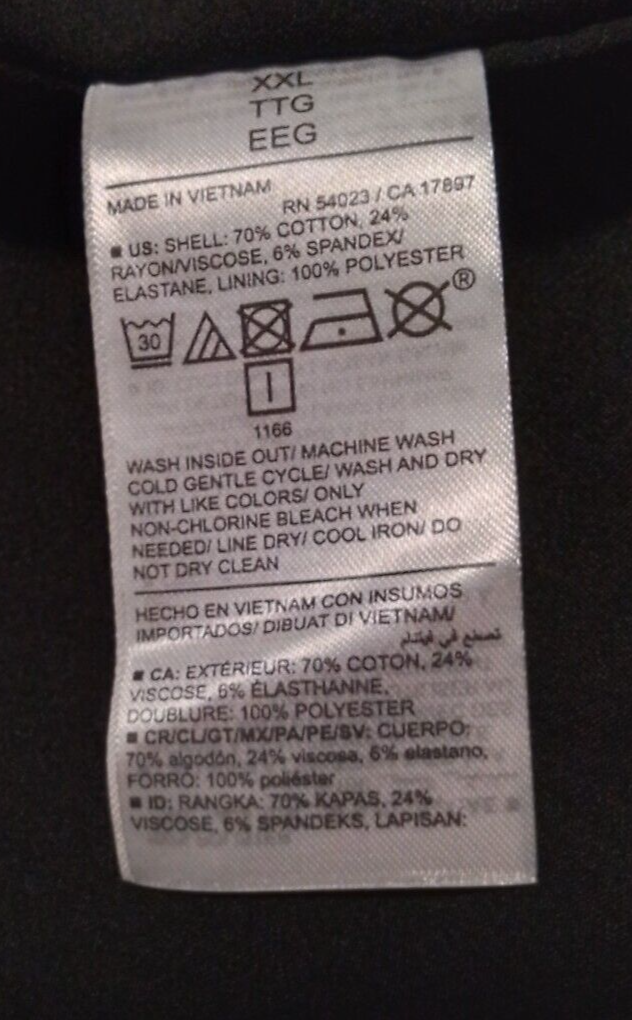 XXL
TTG
EEG
MADE IN VIETNAM
RN 54023 / CA 17897
■ US: SHELL: 70% COTTON, 24%
RAYON/VISCOSE, 6% SPANDEX/
ELASTANE, LINING: 100% POLYESTER
30
®
1166
WASH INSIDE OUT/ MACHINE WASH
COLD GENTLE CYCLE/ WASH AND DRY
WITH LIKE COLORS/ ONLY
NON-CHLORINE BLEACH WHEN
NEEDED/ LINE DRY/ COOL IRON/ DO
NOT DRY CLEAN
HECHO EN VIETNAM CON INSUMOS
IMPORTADOS/ DIBUAT DI VIETNAM/
تصنع في فيتنام
■ CA: EXTÉRIEUR: 70% COTON, 24%
VISCOSE, 6% ÉLASTHANNE,
DOUBLURE: 100% POLYESTER
■ CR/CL/GT/MX/PA/PE/SV: CUERPO:
70% algodón, 24% viscosa, 6% elastano,
FORRO: 100% poliéster
■ ID: RANGKA: 70% KAPAS, 24%
VISCOSE, 6% SPANDEKS, LAPISAN: